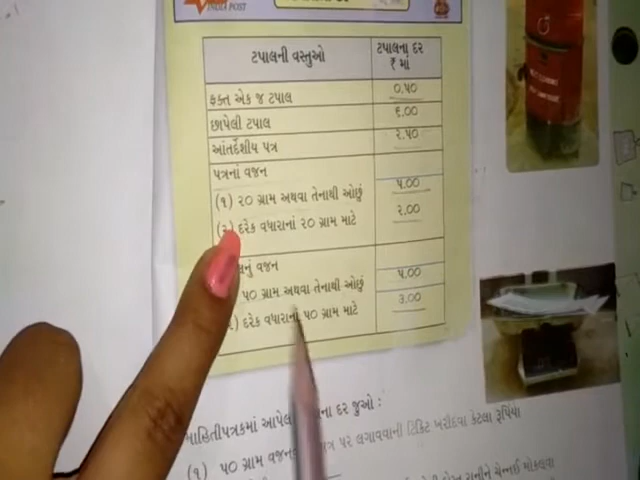 INDIA POST
ટપાલની વસ્તુઓ ટપાલના દર
₹ માં
ફક્ત એક જ ટપાલ ૦.૫૦
છાપેલી ટપાલ ૬.૦૦
આંતર્દેશીય પત્ર ૨.૫૦
પત્રનાં વજન
(૧) ૨૦ ગ્રામ અથવા તેનાથી ઓછું ૫.૦૦
(૨) દરેક વધારાનાં ૨૦ ગ્રામ માટે ૨.૦૦
વજન
૫૦ ગ્રામ અથવા તેનાથી ઓછું ૫.૦૦
દરેક વધારાનાં ૫૦ ગ્રામ માટે ૩.૦૦
માહિતીપત્રકમાં આપેલ દર જુઓ :
(૧) ૫૦ ગ્રામ વજન પત્ર પર લગાવવાની ટિકિટ ખરીદવા કેટલા રૂપિયા
ચેન્નઈ મોકલવા